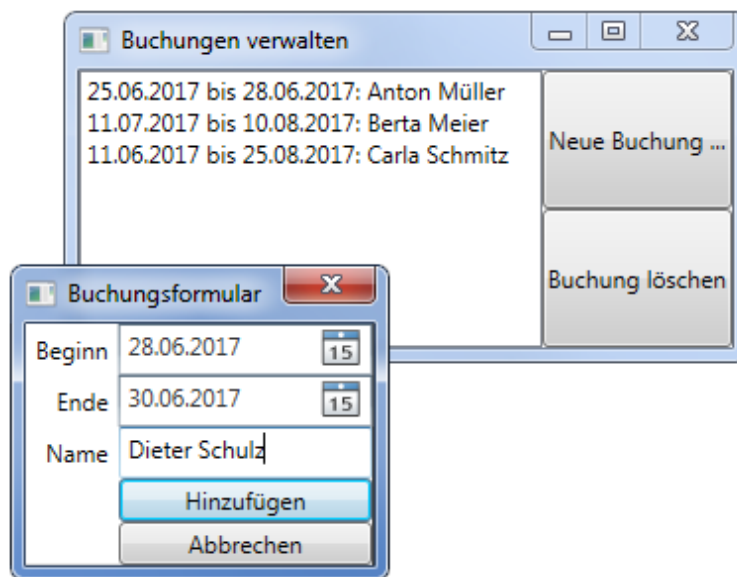 Buchungen verwalten
25.06.2017 bis 28.06.2017: Anton Müller
11.07.2017 bis 10.08.2017: Berta Meier
11.06.2017 bis 25.08.2017: Carla Schmitz
Neue Buchung ...
Buchung löschen
Buchungsformular
Beginn 28.06.2017 15
Ende 30.06.2017 15
Name Dieter Schulz
Hinzufügen
Abbrechen